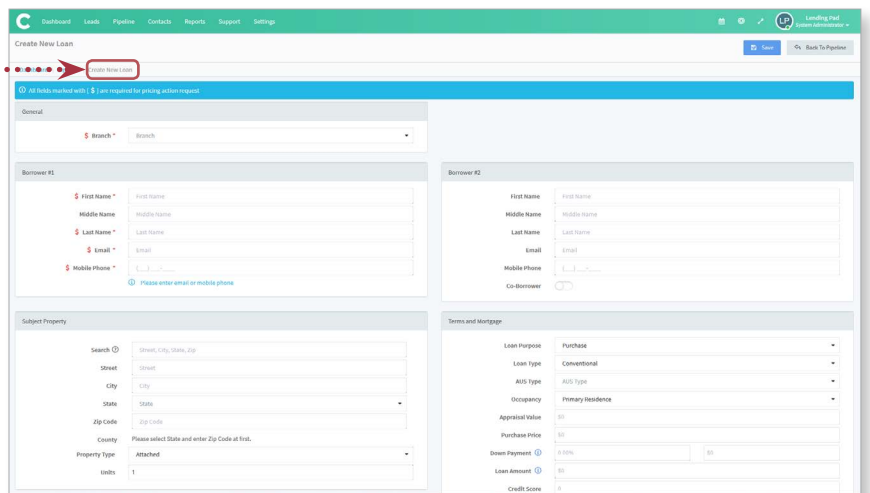 C Dashboard Leads Pipeline Contacts Reports Support Settings LP Lending Pad
System Administrator
Create New Loan Save Back To Pipeline
Create New Loan
All fields marked with [ $ ] are required for pricing action request
General
$ Branch * Branch
Borrower #1
$ First Name * First Name
Middle Name Middle Name
$ Last Name * Last Name
$ Email * Email
$ Mobile Phone * (__) __-____
Please enter email or mobile phone
Borrower #2
First Name First Name
Middle Name Middle Name
Last Name Last Name
Email Email
Mobile Phone (__) __-____
Co-Borrower
Subject Property
Search Street, City, State, Zip
Street Street
City City
State State
Zip Code Zip Code
County Please select State and enter Zip Code at first.
Property Type Attached
Units 1
Terms and Mortgage
Loan Purpose Purchase
Loan Type Conventional
AUS Type AUS Type
Occupancy Primary Residence
Appraisal Value $0
Purchase Price $0
Down Payment 0.00% $0
Loan Amount $0
Credit Score 0